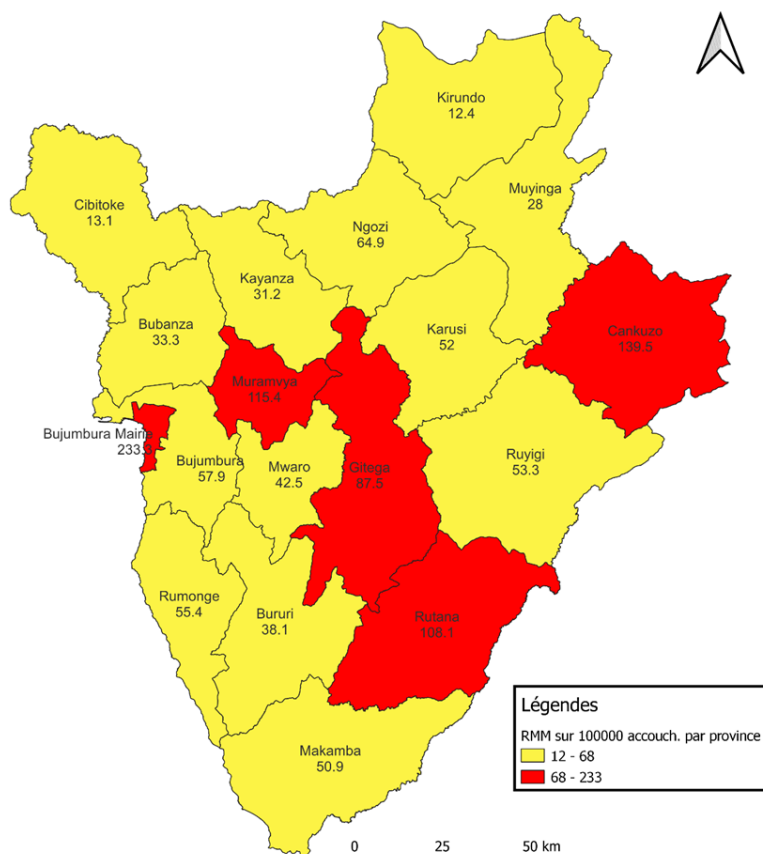 Kirundo
12.4
Muyinga
28
Cibitoke
13.1
Ngozi
64.9
Kayanza
31.2
Bubanza
33.3
Karusi
52
Cankuzo
139.5
Muramvya
115.4
Bujumbura Mairie
233.3
Bujumbura
57.9
Mwaro
42.5
Gitega
87.5
Ruyigi
53.3
Rumonge
55.4
Bururi
38.1
Rutana
108.1
Makamba
50.9
Légendes
RMM sur 100000 accouch. par province
12 - 68
68 - 233
0 25 50 km